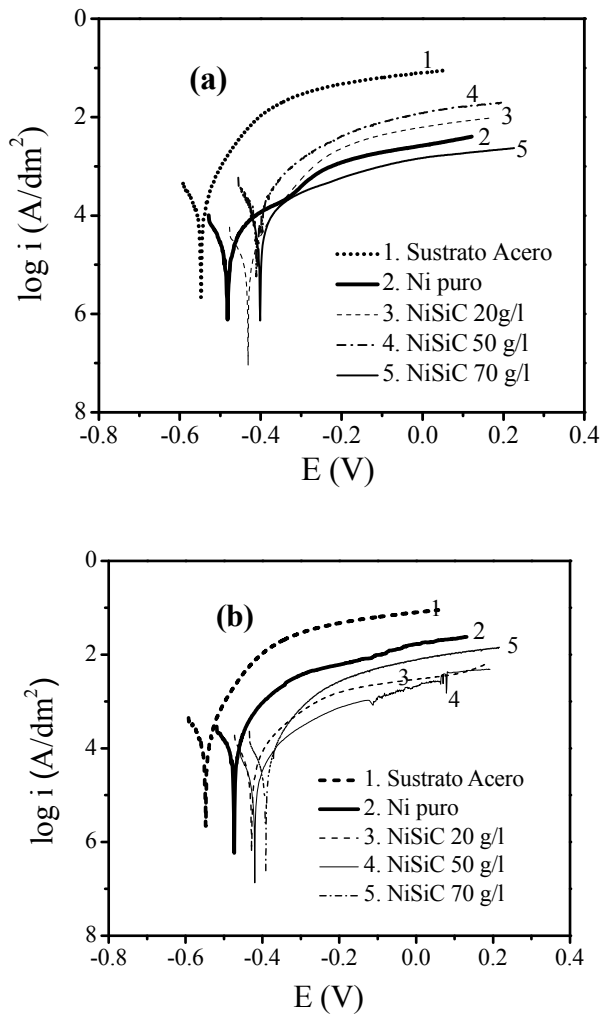 0
2
4
6
8
-0.8
-0.6
-0.4
-0.2
0.0
0.2
0.4
log i (A/dm²)
E (V)
(a)
1
4
3
2
5
1. Sustrato Acero
2. Ni puro
3. NiSiC 20g/l
4. NiSiC 50 g/l
5. NiSiC 70 g/l
0
2
4
6
8
-0.8
-0.6
-0.4
-0.2
0.0
0.2
0.4
log i (A/dm²)
E (V)
(b)
1
2
5
3
4
1. Sustrato Acero
2. Ni puro
3. NiSiC 20 g/l
4. NiSiC 50 g/l
5. NiSiC 70 g/l